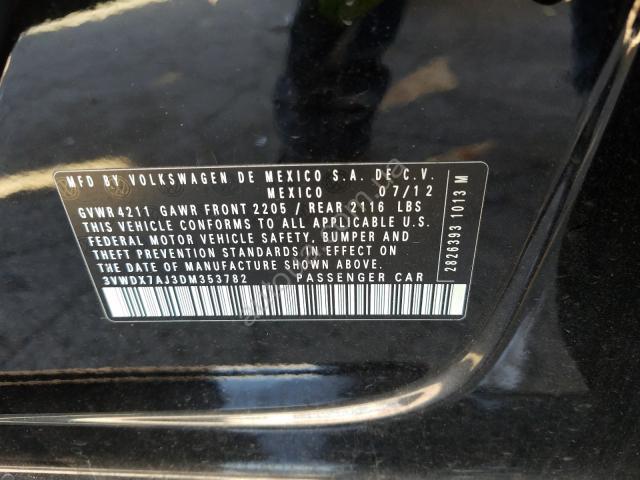 MFD BY VOLKSWAGEN DE MEXICO S.A. DE C.V.
MEXICO 07/12
GVWR 4211 GAWR FRONT 2205 / REAR 2116 LBS
THIS VEHICLE CONFORMS TO ALL APPLICABLE U.S.
FEDERAL MOTOR VEHICLE SAFETY, BUMPER AND
THEFT PREVENTION STANDARDS IN EFFECT ON
THE DATE OF MANUFACTURE SHOWN ABOVE.
3VWDX7AJ3DM353782 PASSENGER CAR
2826393 1013 M